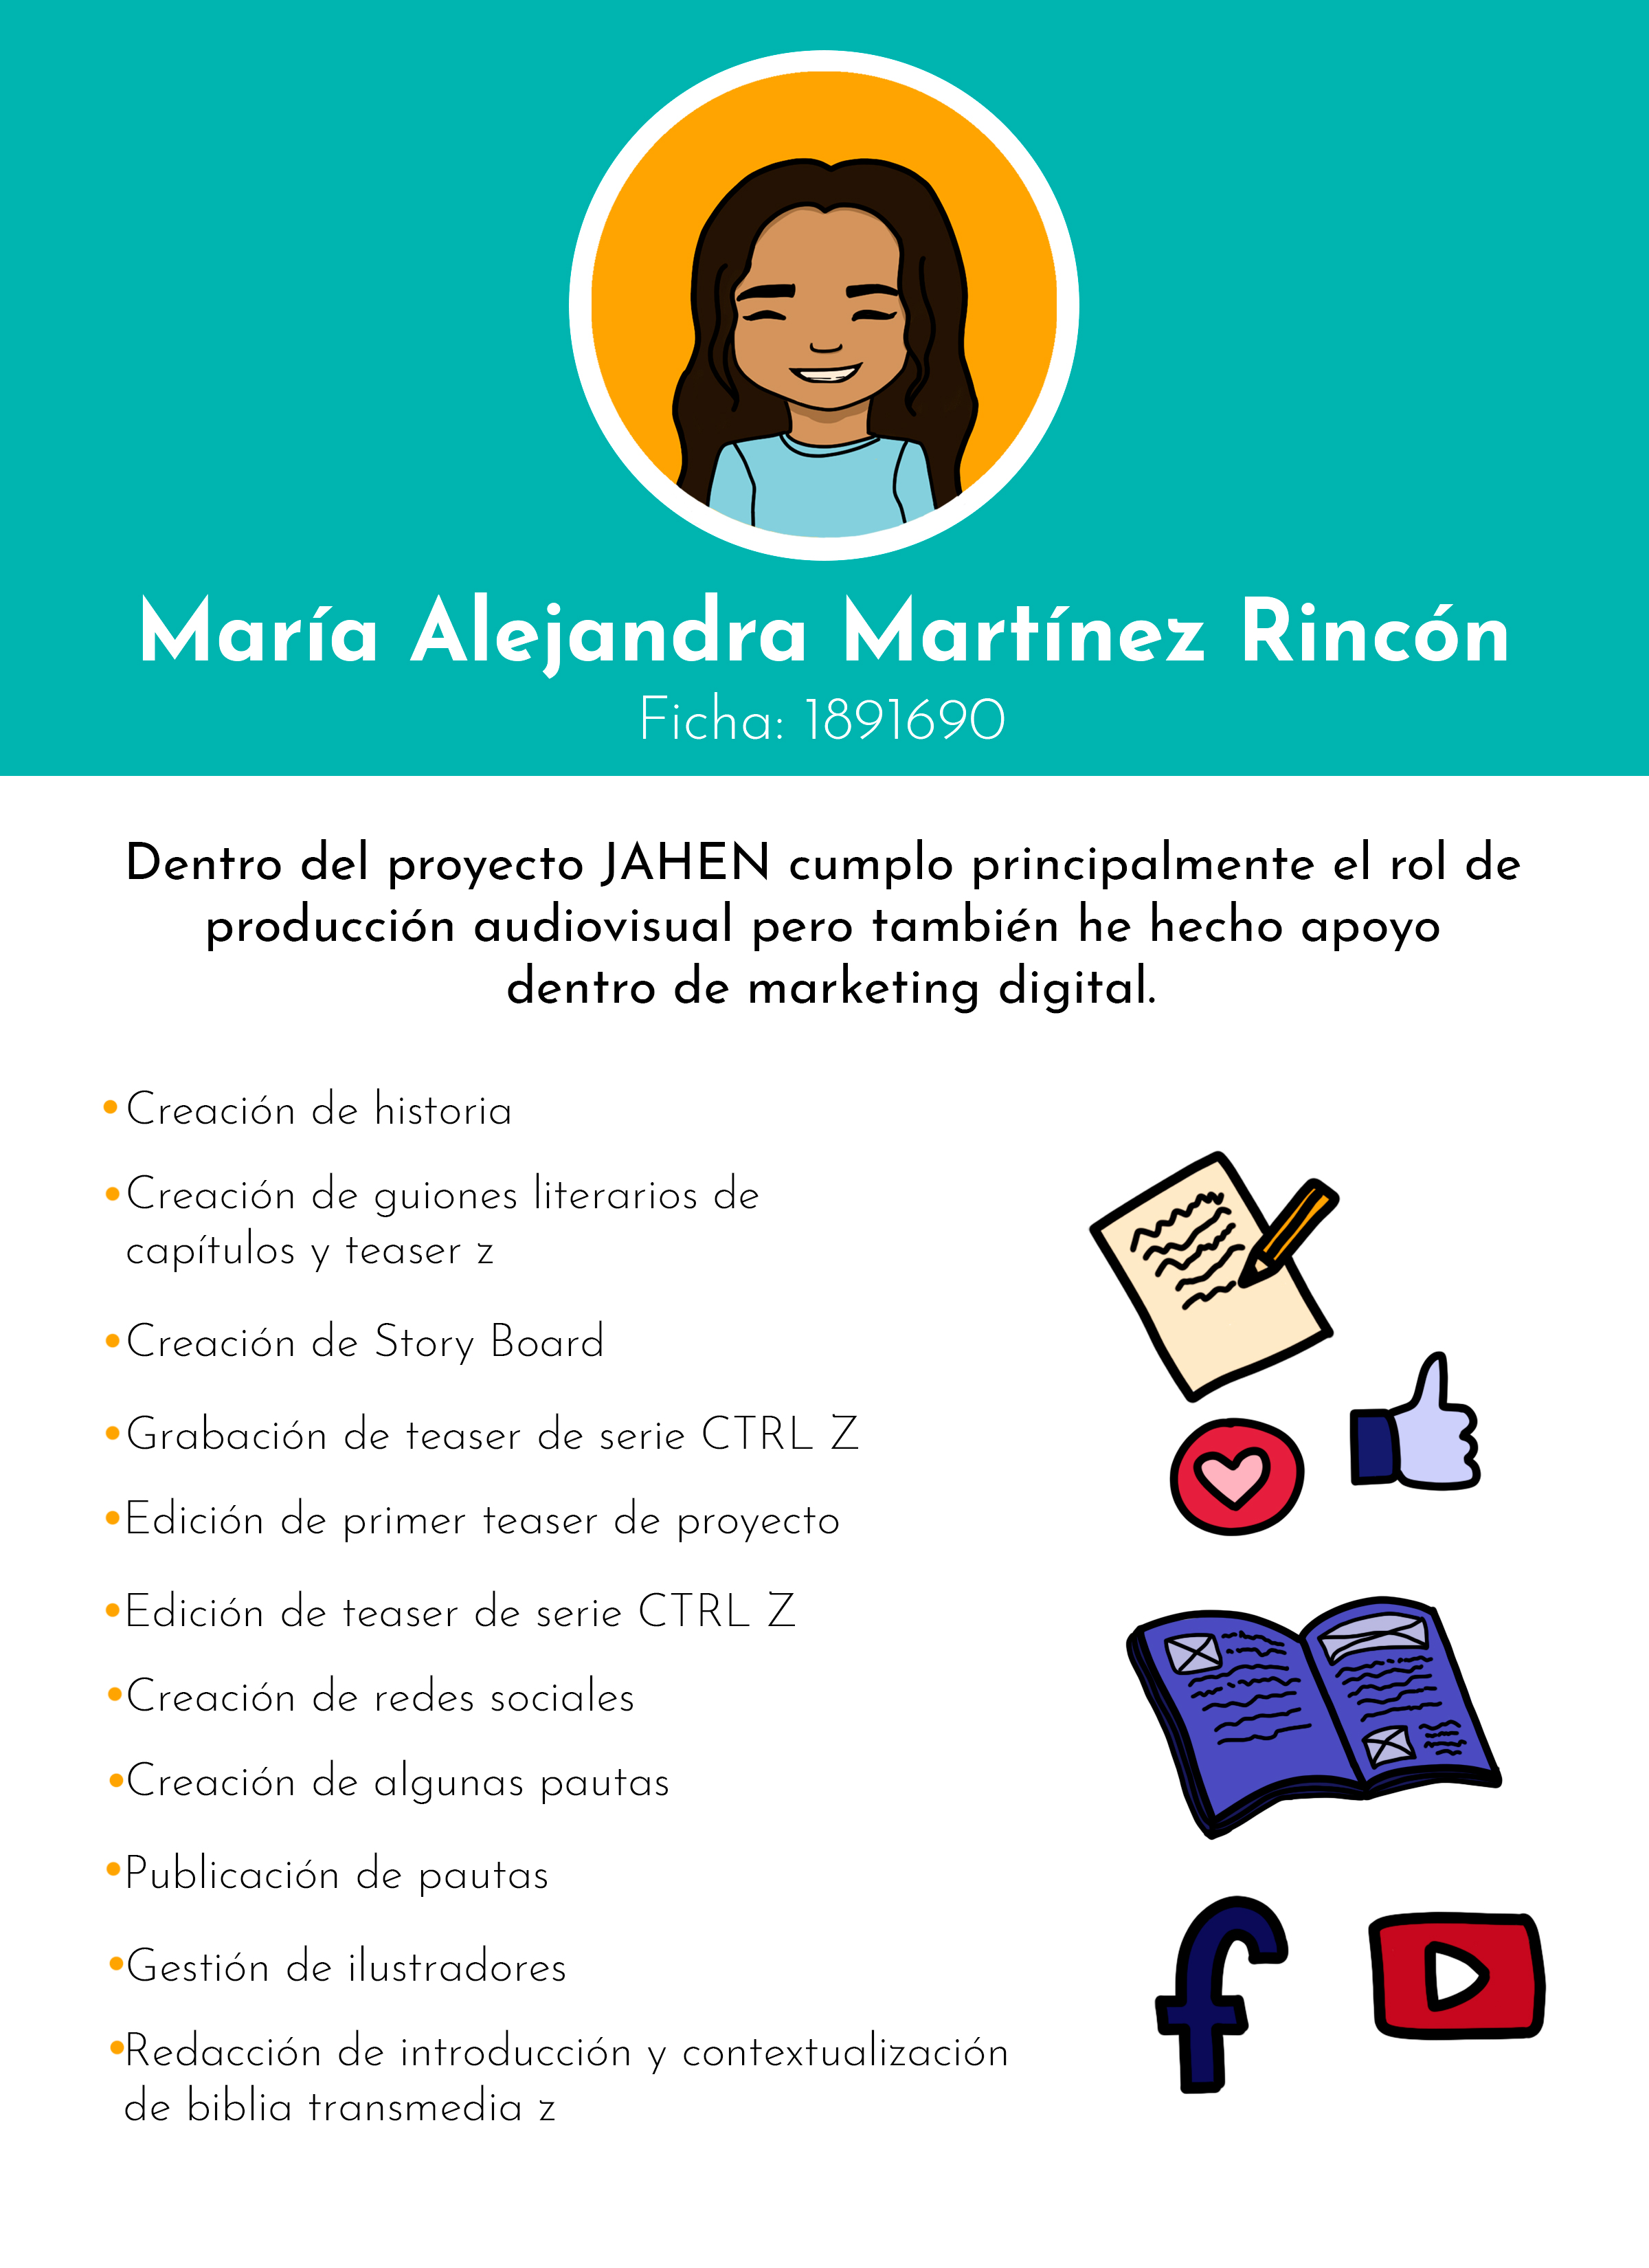 María Alejandra Martínez Rincón
Ficha: 1891690
Dentro del proyecto JAHEN cumplo principalmente el rol de
producción audiovisual pero también he hecho apoyo
dentro de marketing digital.
•Creación de historia
•Creación de guiones literarios de
capítulos y teaser z
•Creación de Story Board
•Grabación de teaser de serie CTRL Z
•Edición de primer teaser de proyecto
•Edición de teaser de serie CTRL Z
•Creación de redes sociales
•Creación de algunas pautas
•Publicación de pautas
•Gestión de ilustradores
•Redacción de introducción y contextualización
de biblia transmedia z